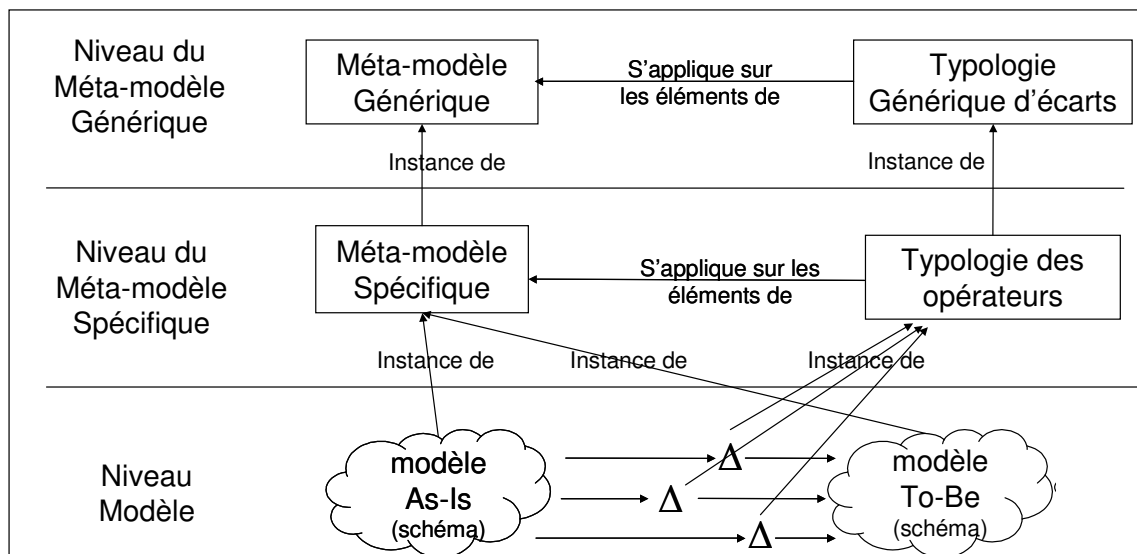 Niveau du
Méta-modèle
Générique
Méta-modèle
Générique
S'applique sur
les éléments de
Typologie
Générique d'écarts
Instance de
Instance de
Niveau du
Méta-modèle
Spécifique
Méta-modèle
Spécifique
S'applique sur les
éléments de
Typologie des
opérateurs
Instance de
Instance de
Instance de
Niveau
Modèle
modèle
As-Is
(schéma)
Δ
Δ
Δ
modèle
To-Be
(schéma)